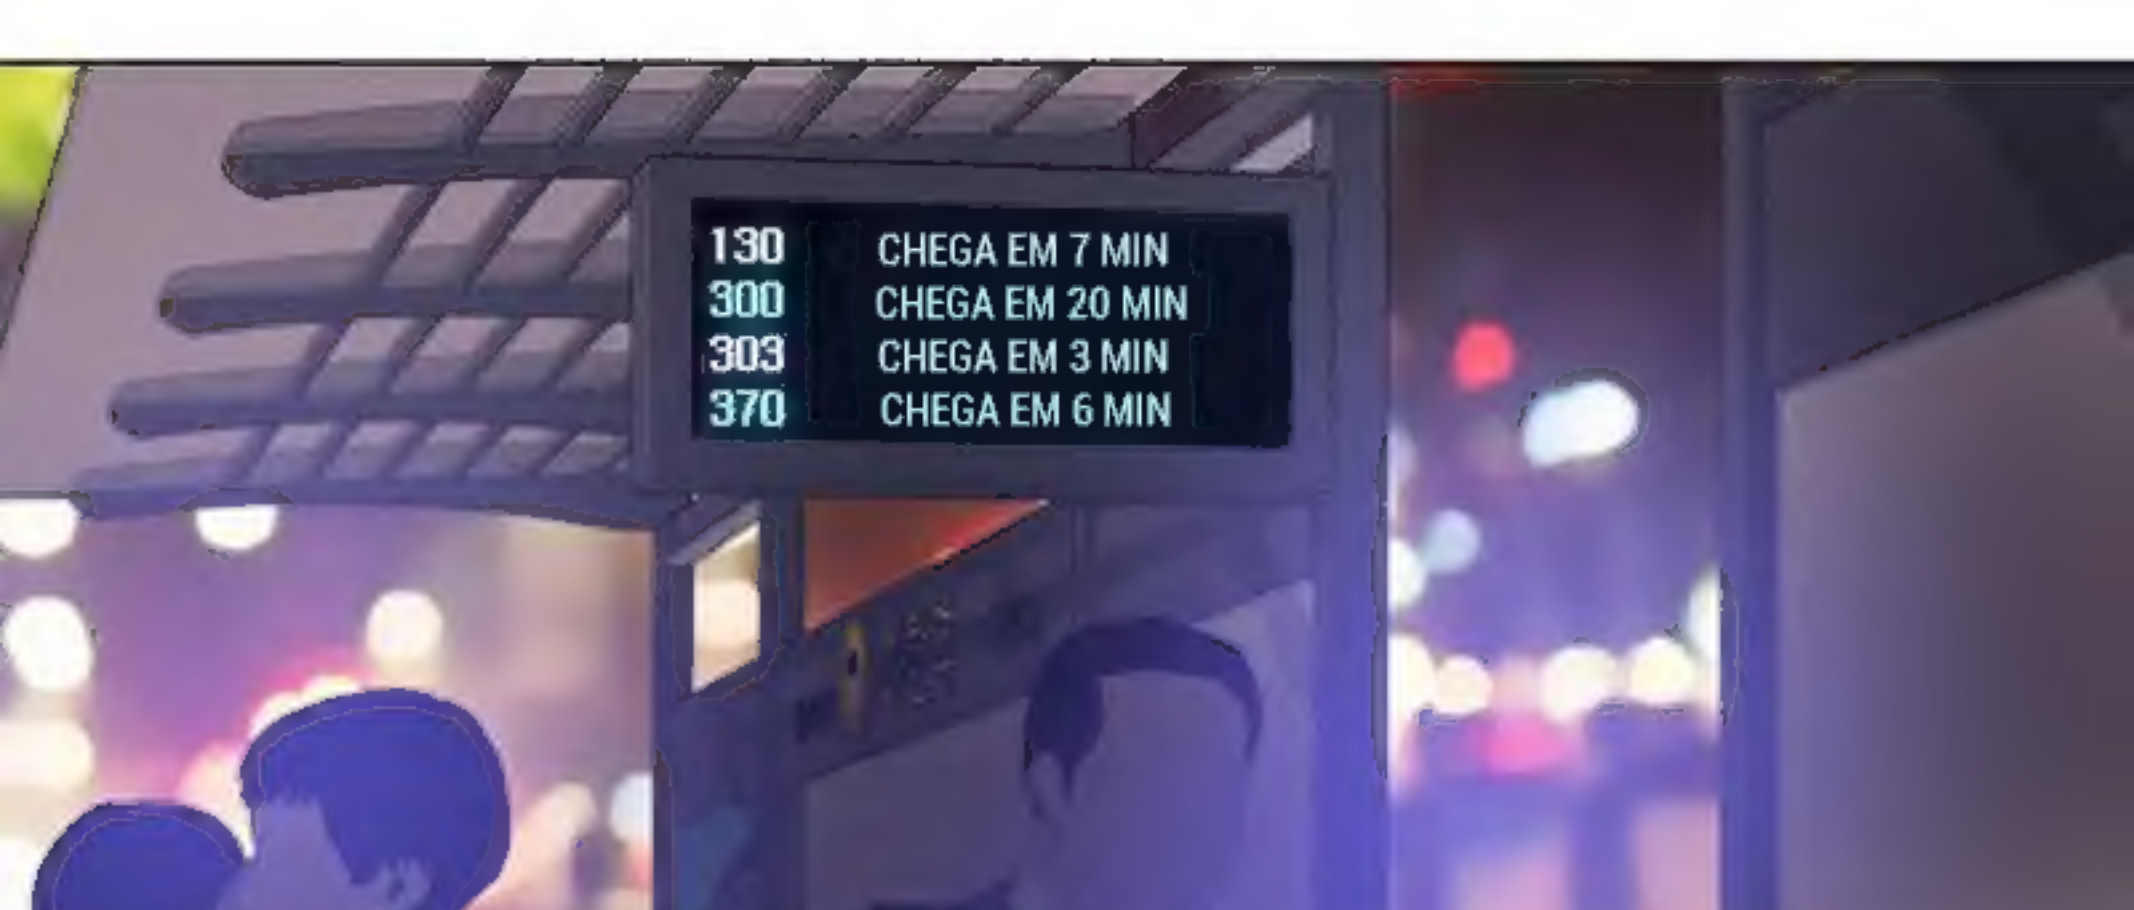 130 CHEGA EM 7 MIN
300 CHEGA EM 20 MIN
303 CHEGA EM 3 MIN
370 CHEGA EM 6 MIN